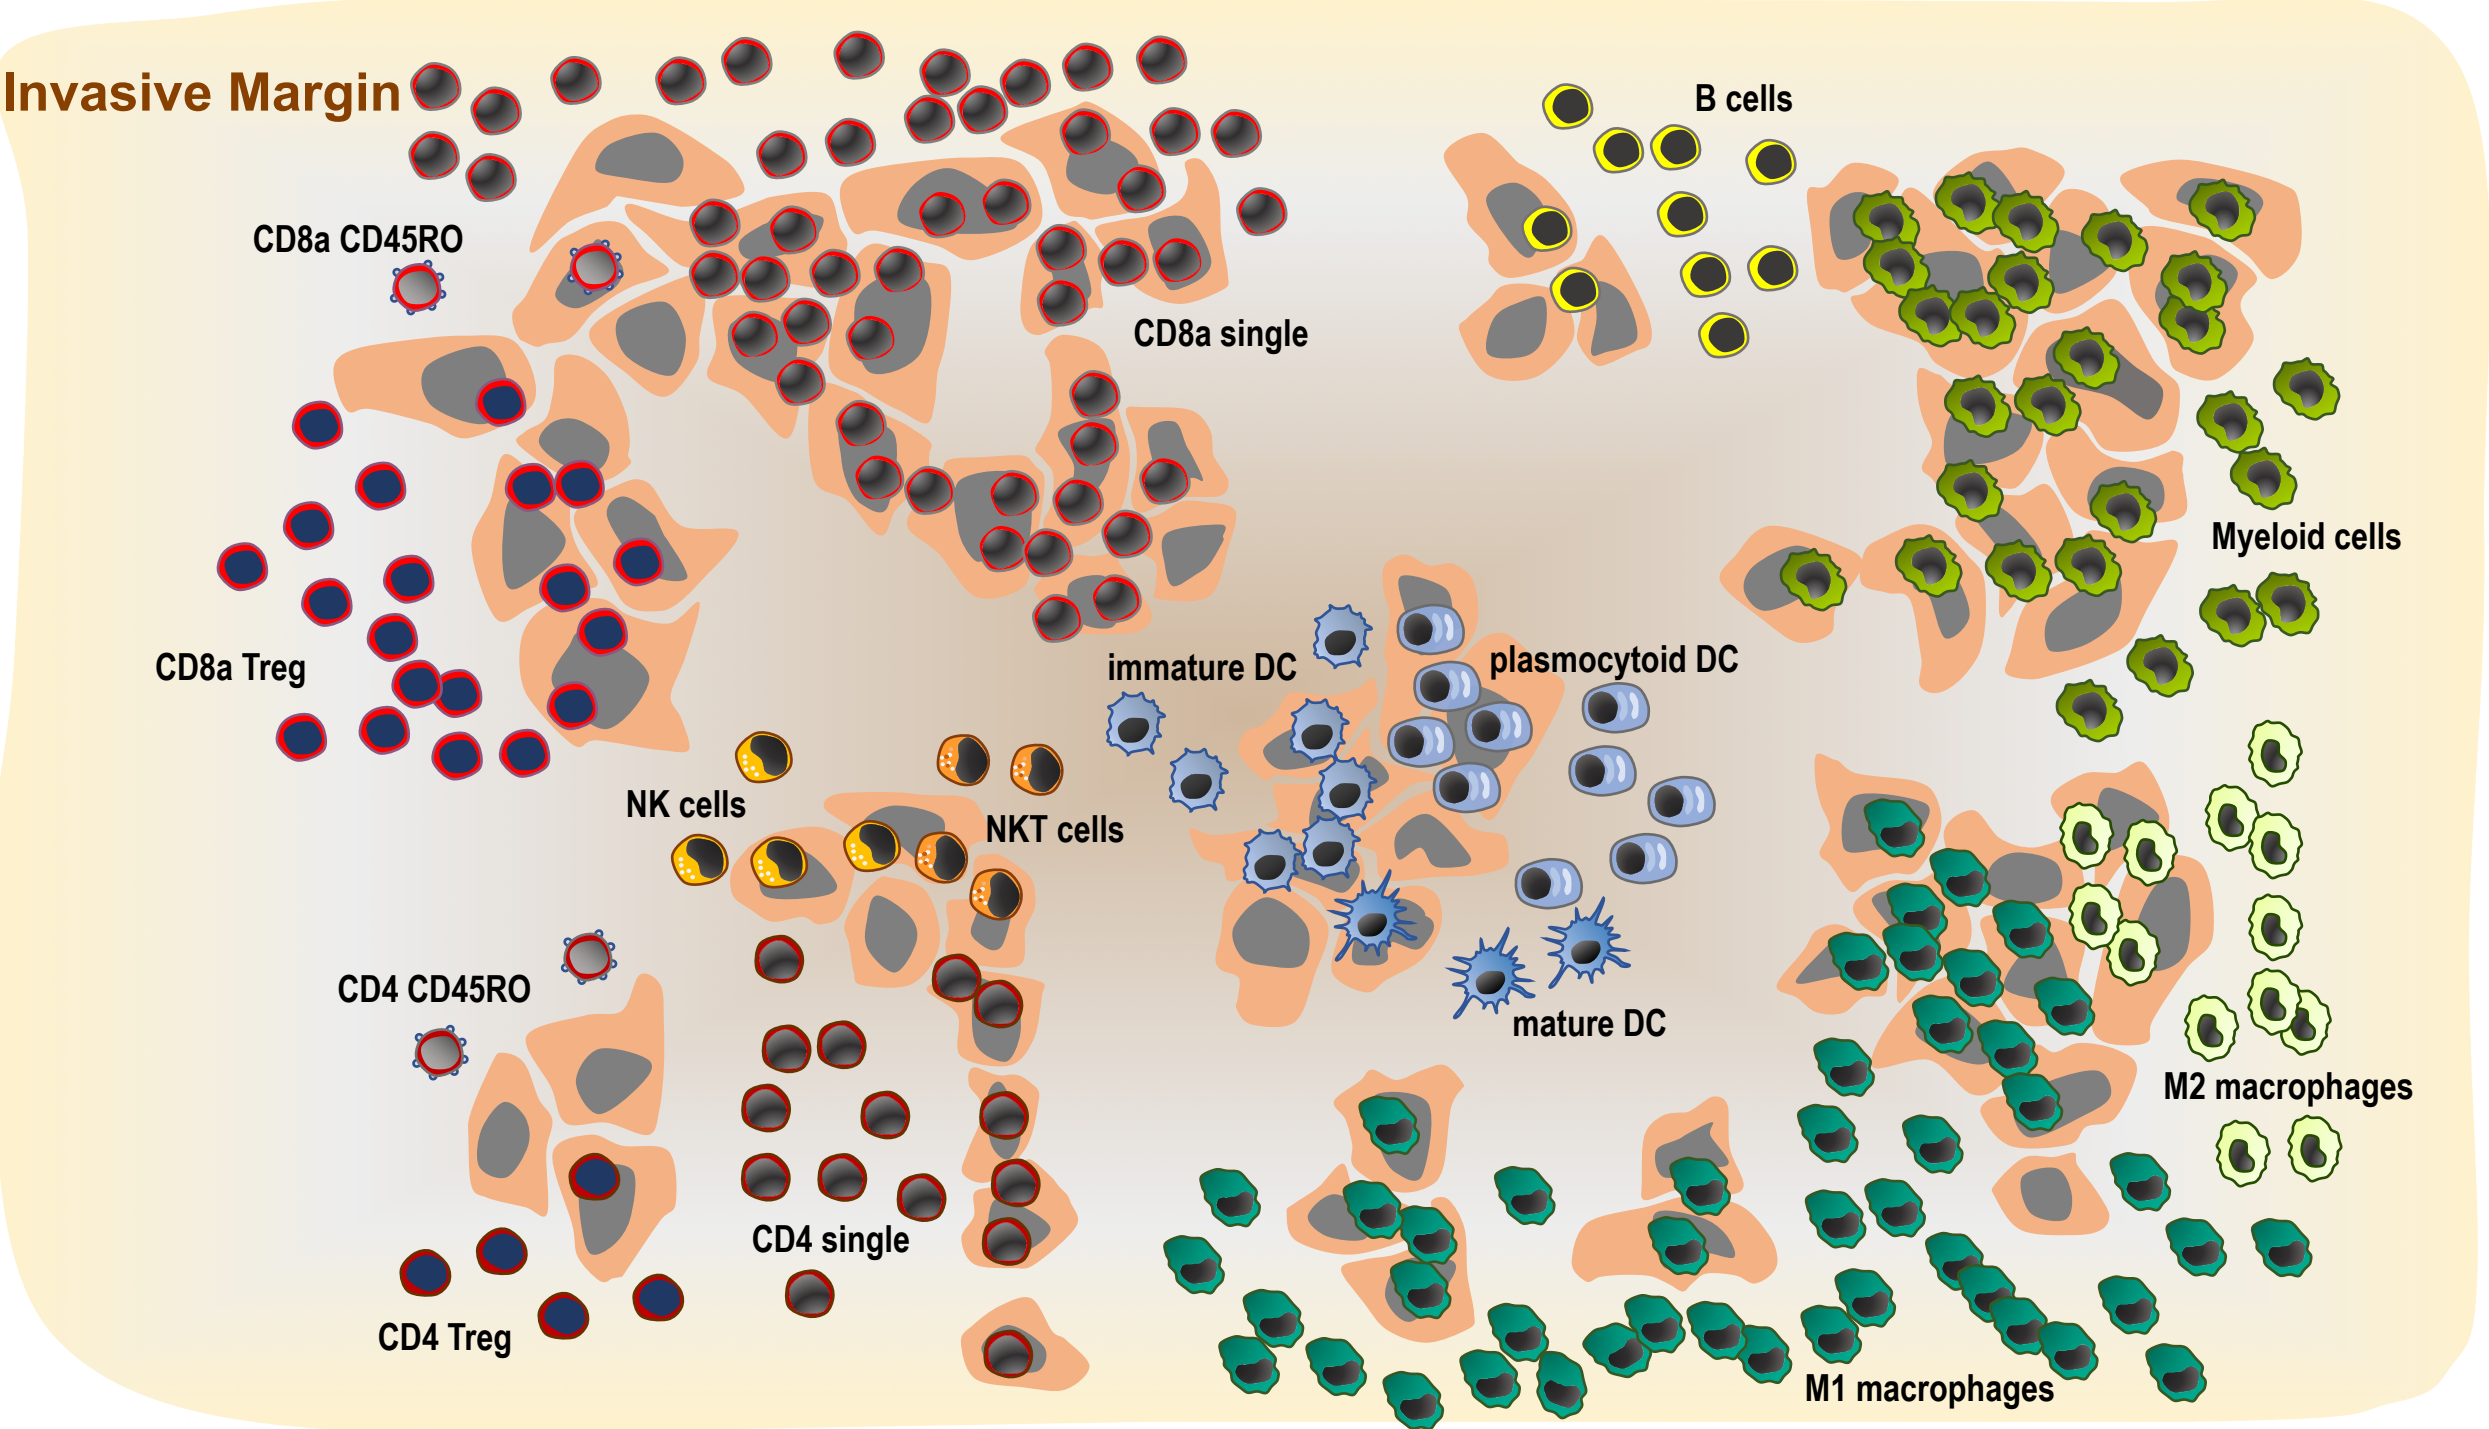 Invasive Margin
B cells
CD8a CD45RO
CD8a single
Myeloid cells
CD8a Treg
immature DC
plasmocytoid DC
NK cells
NKT cells
CD4 CD45RO
mature DC
M2 macrophages
CD4 single
CD4 Treg
M1 macrophages